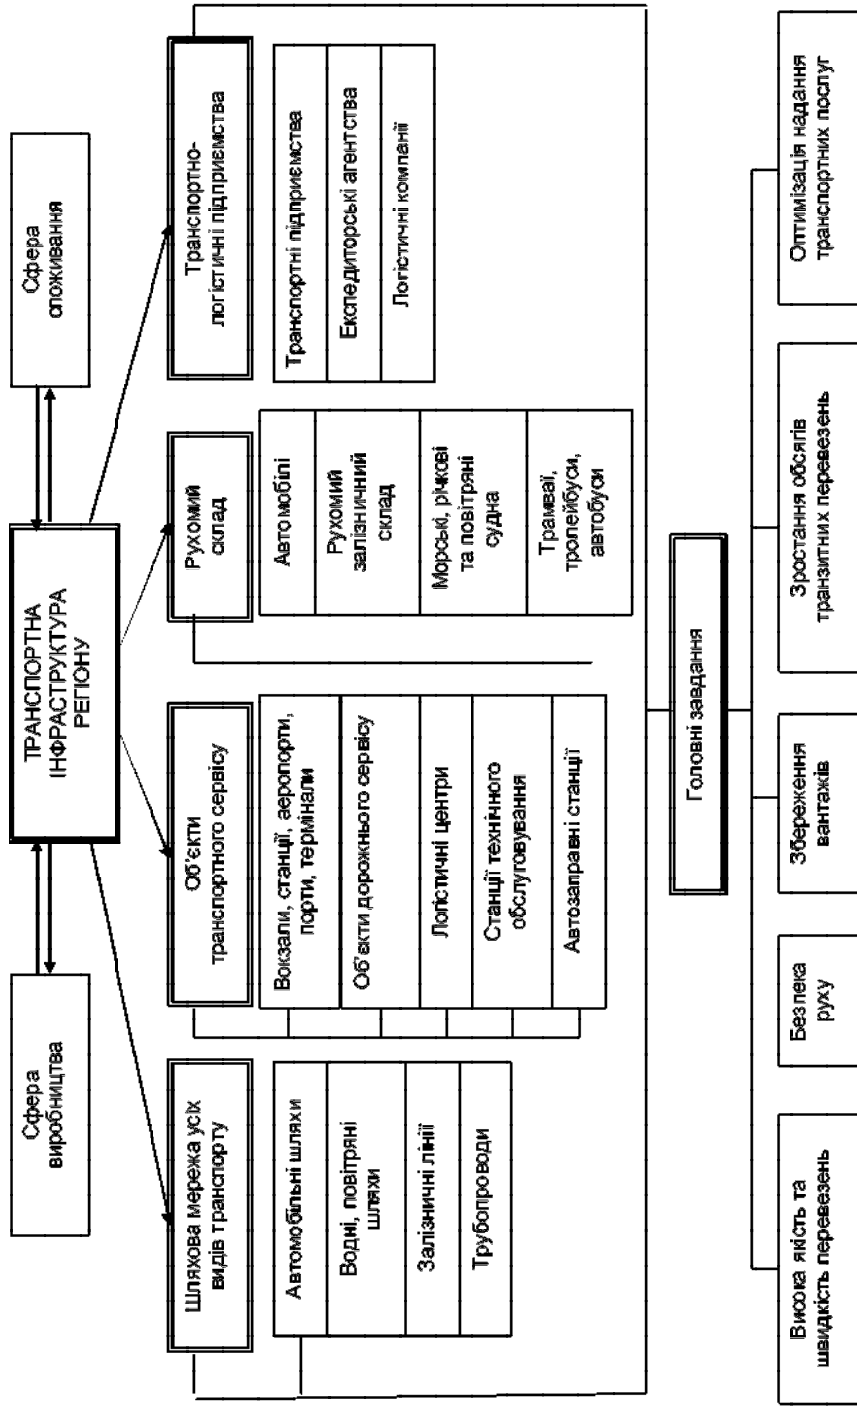 Сфера
виробництва
ТРАНСПОРТНА
ІНФРАСТРУКТУРА
РЕГІОНУ
Сфера
споживання
Шляхова мережа усіх
видів транспорту
Автомобільні шляхи
Водні, повітряні
шляхи
Залізничні лінії
Трубопроводи
Об'єкти
транспортного сервісу
Вокзали, станції, аеропорти,
порти, термінали
Об'єкти дорожнього сервісу
Логістичні центри
Станції технічного
обслуговування
Автозаправні станції
Рухомий
склад
Автомобілі
Рухомий
залізничний
склад
Морські, річкові
та повітряні
судна
Трамваї,
тролейбуси,
автобуси
Транспортно-
логістичні підприємства
Транспортні підприємства
Експедиторські агентства
Логістичні компанії
Головні завдання
Висока якість та
швидкість перевезень
Безпека
руху
Збереження
вантажів
Зростання обсягів
транзитних перевезень
Оптимізація надання
транспортних послуг